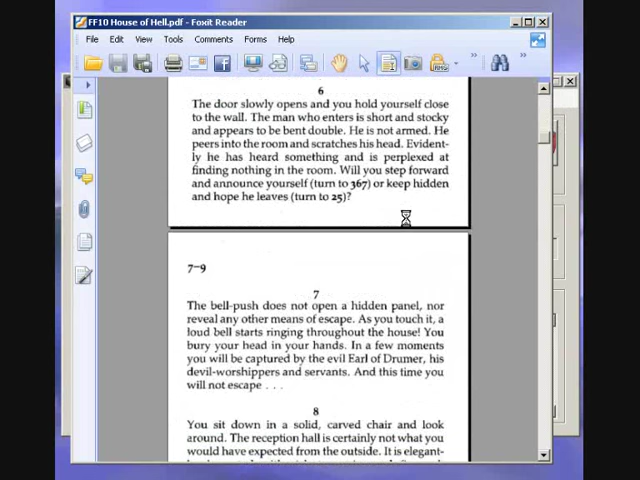 FF10 House of Hell.pdf - Foxit Reader
File Edit View Tools Comments Forms Help
6
The door slowly opens and you hold yourself close
to the wall. The man who enters is short and stocky
and appears to be bent double. He is not armed. He
peers into the room and scratches his head. Evident-
ly he has heard something and is perplexed at
finding nothing in the room. Will you step forward
and announce yourself (turn to 367) or keep hidden
and hope he leaves (turn to 25)?
7–9
7
The bell-push does not open a hidden panel, nor
reveal any other means of escape. As you touch it, a
loud bell starts ringing throughout the house! You
bury your head in your hands. In a few moments
you will be captured by the evil Earl of Drumer, his
devil-worshippers and servants. And this time you
will not escape . . .
8
You sit down in a solid, carved chair and look
around. The reception hall is certainly not what you
would have expected from the outside. It is elegant-